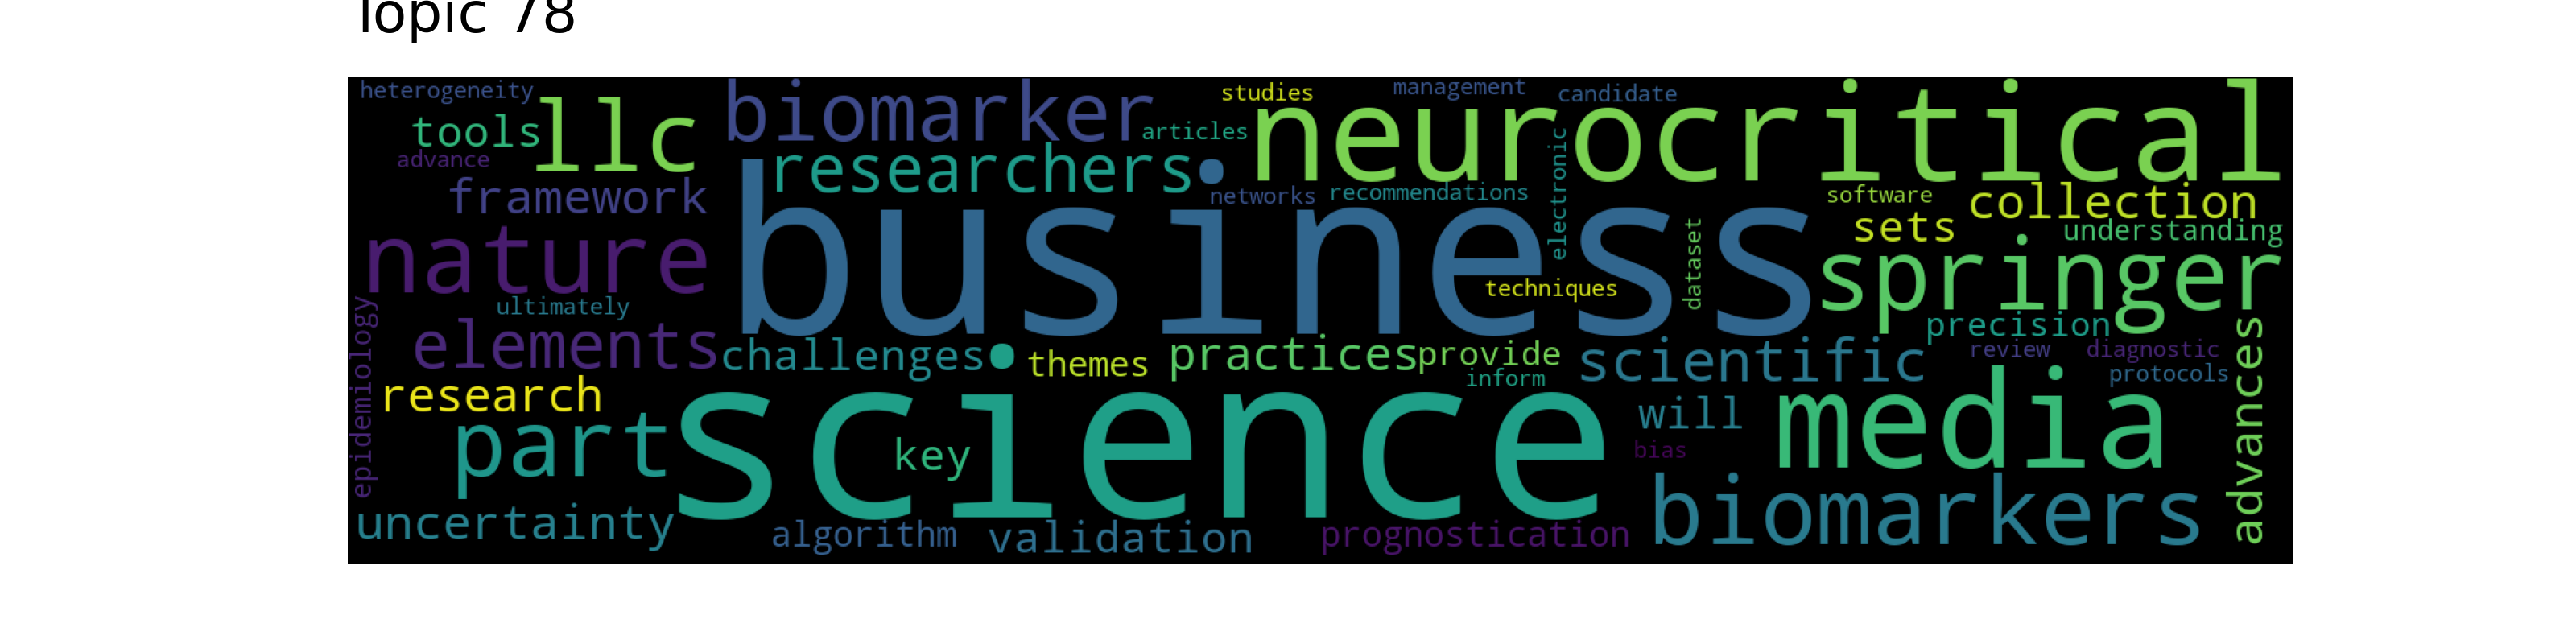 Topic 78
heterogeneity
llc
tools
advance
framework
nature
ultimately
elements
epidemiology
research
part
uncertainty
biomarker
researchers
articles
studies
management
candidate
neurocritical
networks
recommendations
electronic
business
techniques
dataset
software
collection
sets
understanding
springer
precision
review
diagnostic
protocols
advances
challenges
themes
practices
provide
inform
scientific
science
key
will
bias
media
biomarkers
algorithm
validation
prognostication